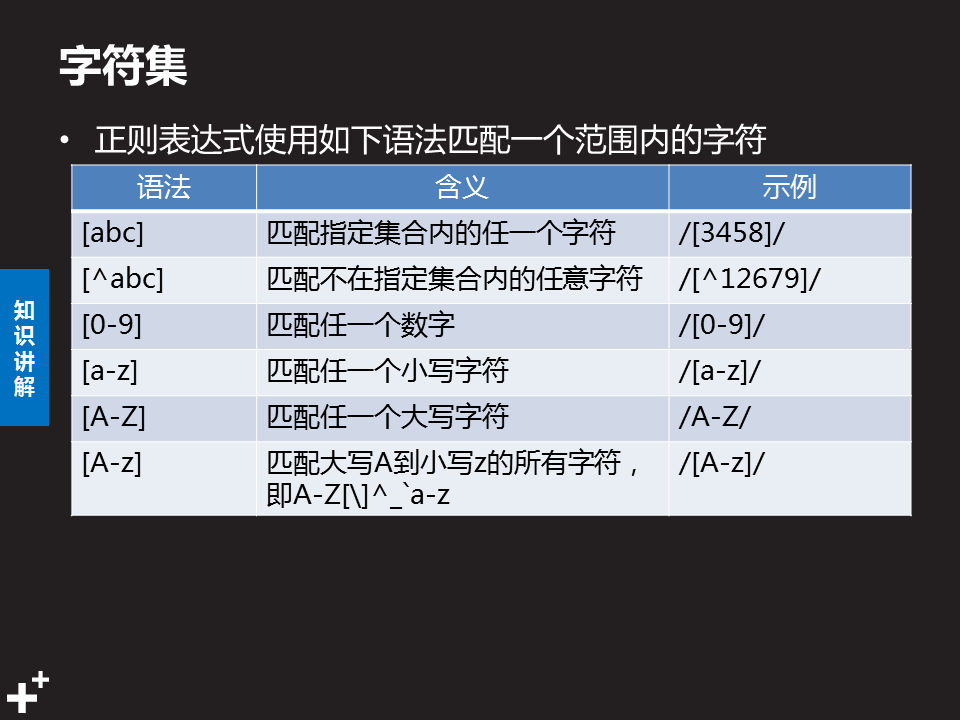 字符集
• 正则表达式使用如下语法匹配一个范围内的字符
语法 含义 示例
[abc] 匹配指定集合内的任一个字符 /[3458]/
[^abc] 匹配不在指定集合内的任意字符 /[^12679]/
[0-9] 匹配任一个数字 /[0-9]/
[a-z] 匹配任一个小写字符 /[a-z]/
[A-Z] 匹配任一个大写字符 /A-Z/
[A-z] 匹配大写A到小写z的所有字符， /[A-z]/
即A-Z[\]^_`a-z
知
识
讲
解